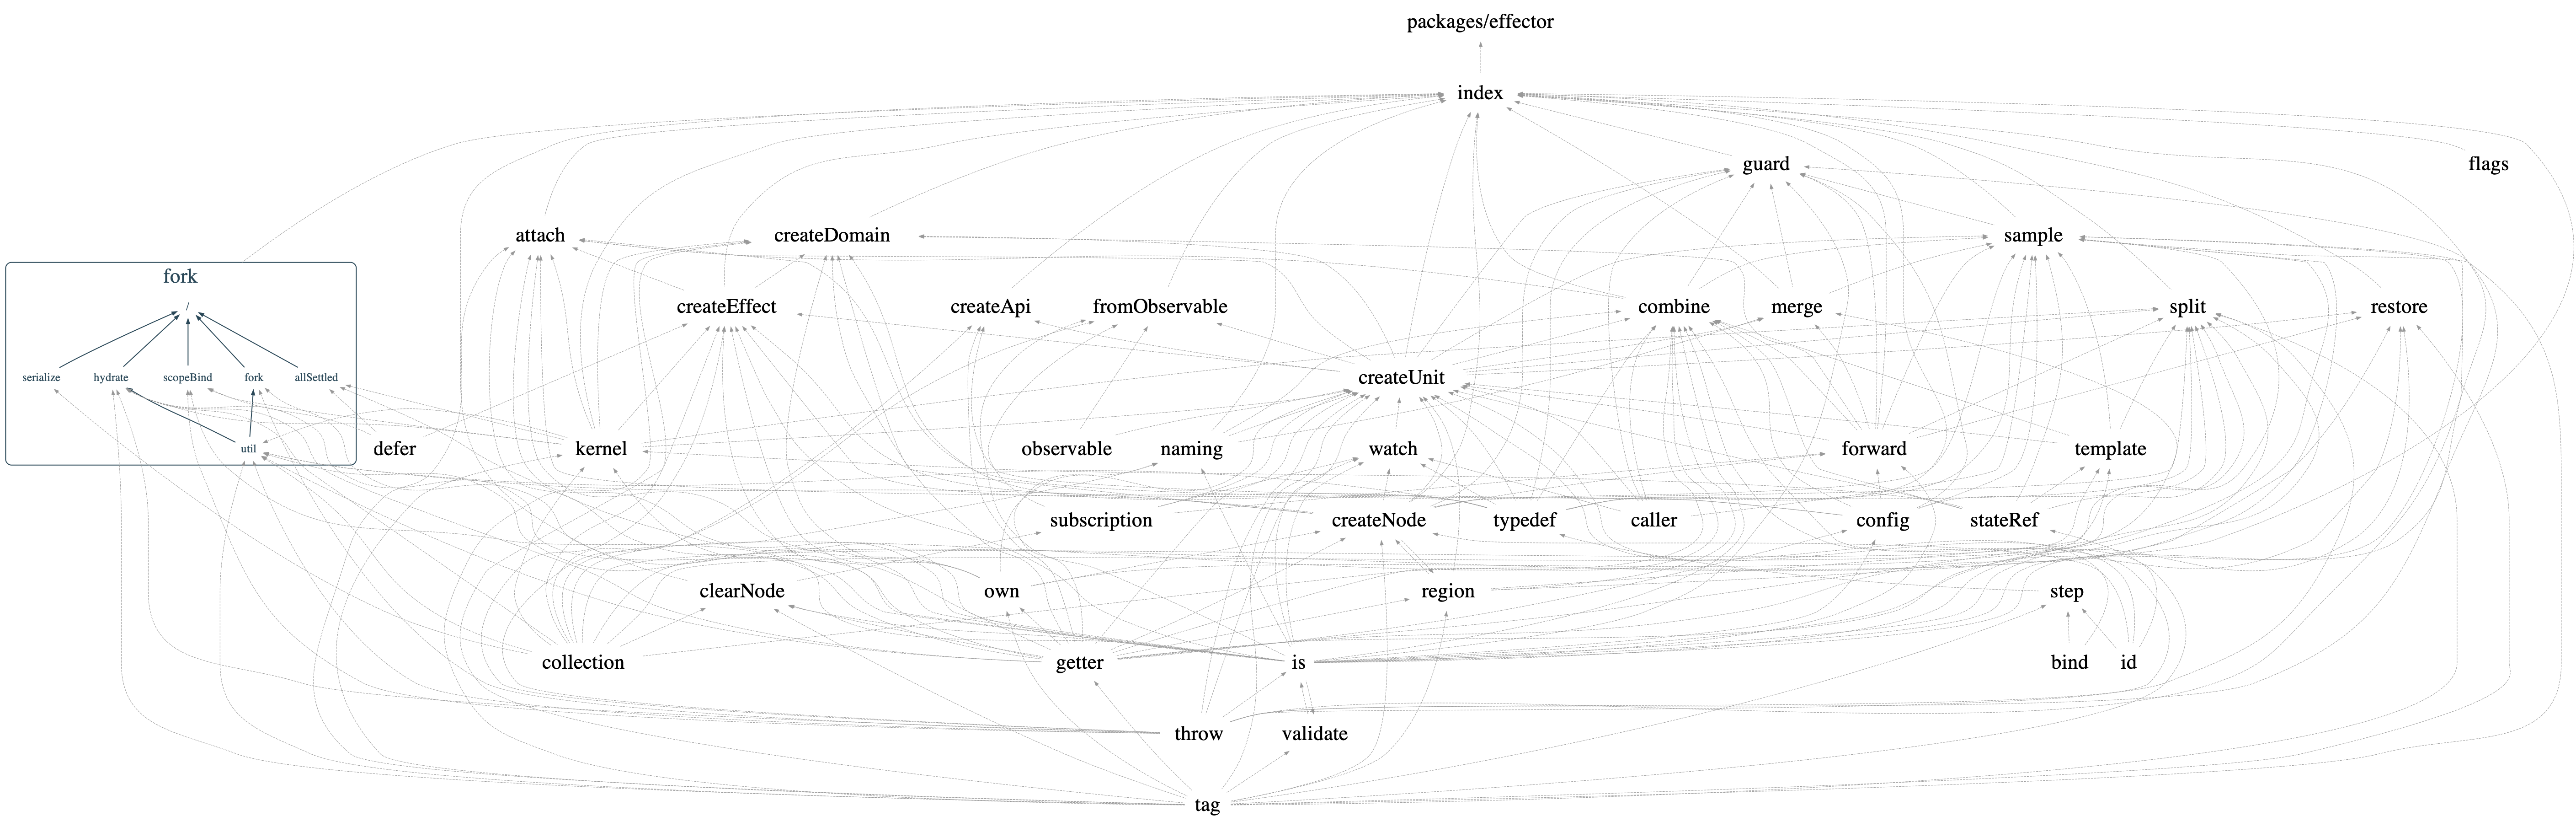 packages/effector
index
guard
flags
attach
createDomain
sample
fork
createEffect
createApi
fromObservable
combine
merge
split
restore
/
serialize
hydrate
scopeBind
fork
allSettled
createUnit
util
defer
kernel
observable
naming
watch
forward
template
subscription
createNode
typedef
caller
config
stateRef
clearNode
own
region
step
collection
getter
is
bind
id
throw
validate
tag